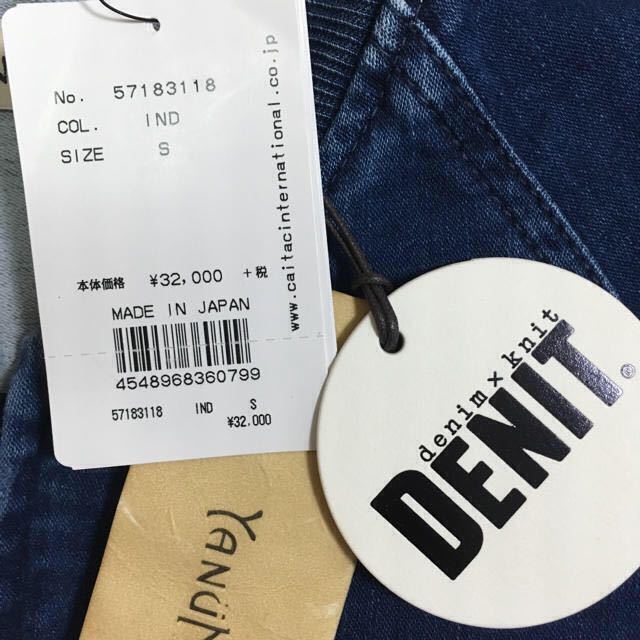 No. 57183118
COL. IND
SIZE S
www.caitacinternational.co.jp
本体価格 ¥32,000 +税
MADE IN JAPAN
4548968360799
57183118 IND S
¥32,000
denim x knit
DENIT.®